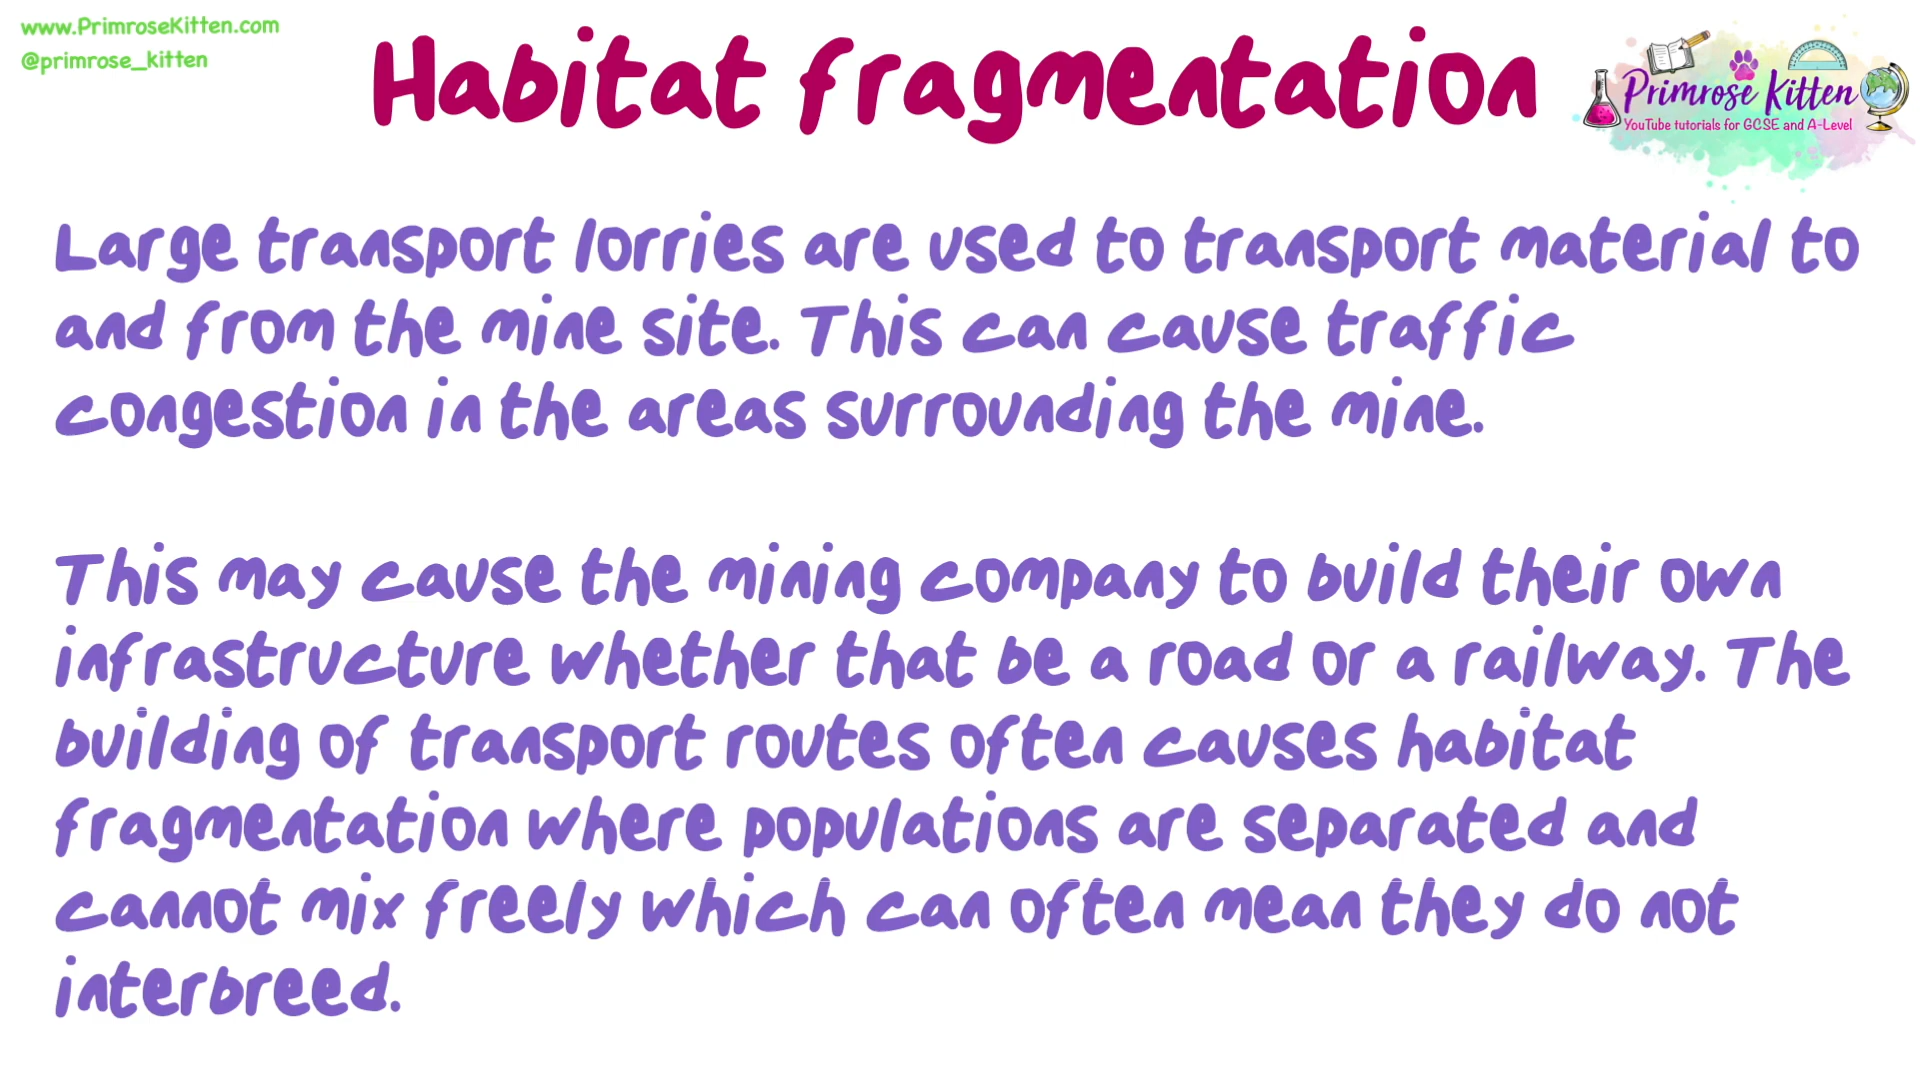 www.PrimroseKitten.com
@primrose_kitten
Habitat fragmentation
Primrose Kitten
YouTube tutorials for GCSE and A-Level
Large transport lorries are used to transport material to
and from the mine site. This can cause traffic
congestion in the areas surrounding the mine.
This may cause the mining company to build their own
infrastructure whether that be a road or a railway. The
building of transport routes often causes habitat
fragmentation where populations are separated and
cannot mix freely which can often mean they do not
interbreed.